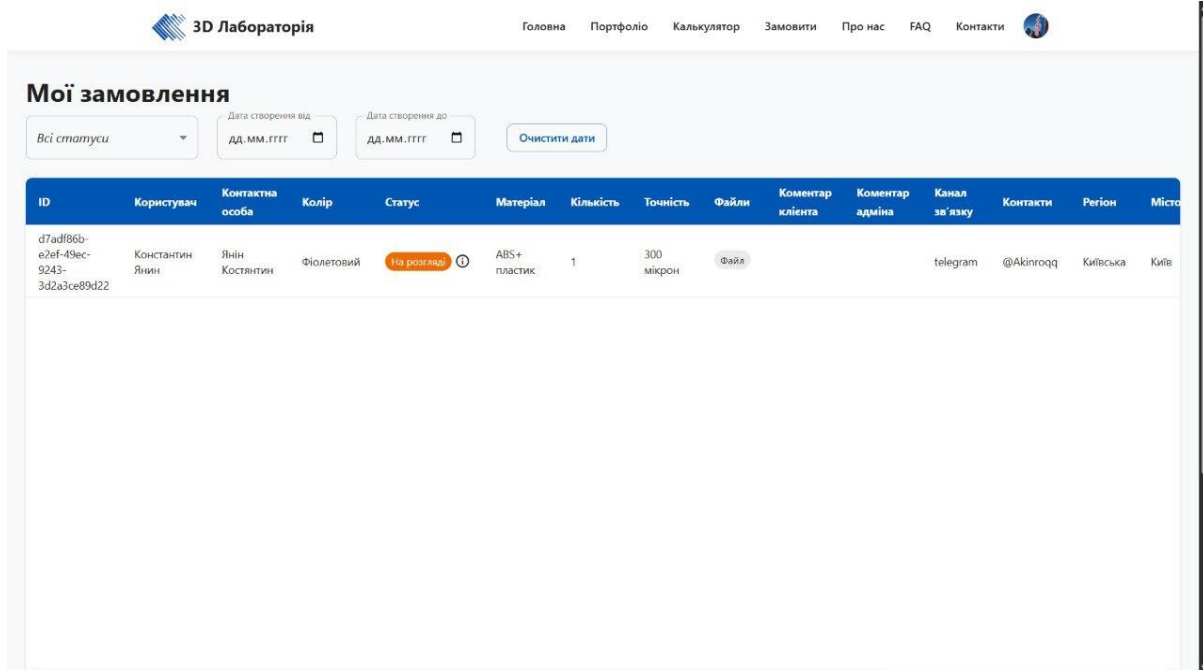 3D Лабораторія
Головна Портфоліо Калькулятор Замовити Про нас FAQ Контакти
Мої замовлення
Дата створення від Дата створення до
Всі статуси дд.мм.гггг дд.мм.гггг Очистити дати
ID Користувач Контактна особа Колір Статус Матеріал Кількість Точність Файли Коментар клієнта Коментар адміна Канал зв'язку Контакти Регіон Місто
d7adf86b-
e2ef-49ec-
9243-
3d2a3ce89d22
Константин
Янин
Янін
Костянтин
Фіолетовий
На розгляді
ABS+
пластик
1
300
мікрон
Файл
telegram
@Akinroqq
Київська
Київ